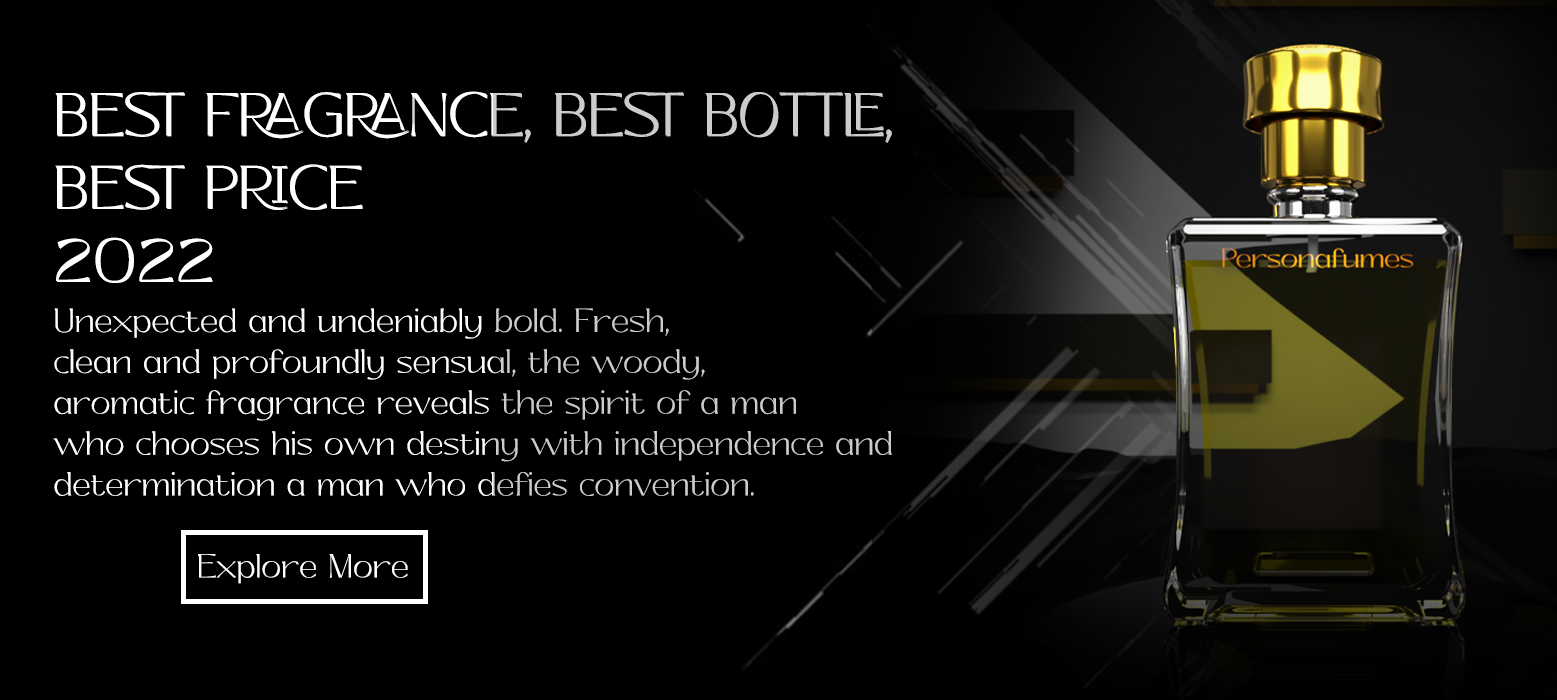 BEST FRAGRANCE, BEST BOTTLE,
BEST PRICE
2022
Unexpected and undeniably bold. Fresh,
clean and profoundly sensual, the woody,
aromatic fragrance reveals the spirit of a man
who chooses his own destiny with independence and
determination a man who defies convention.
Explore More
Personafumes